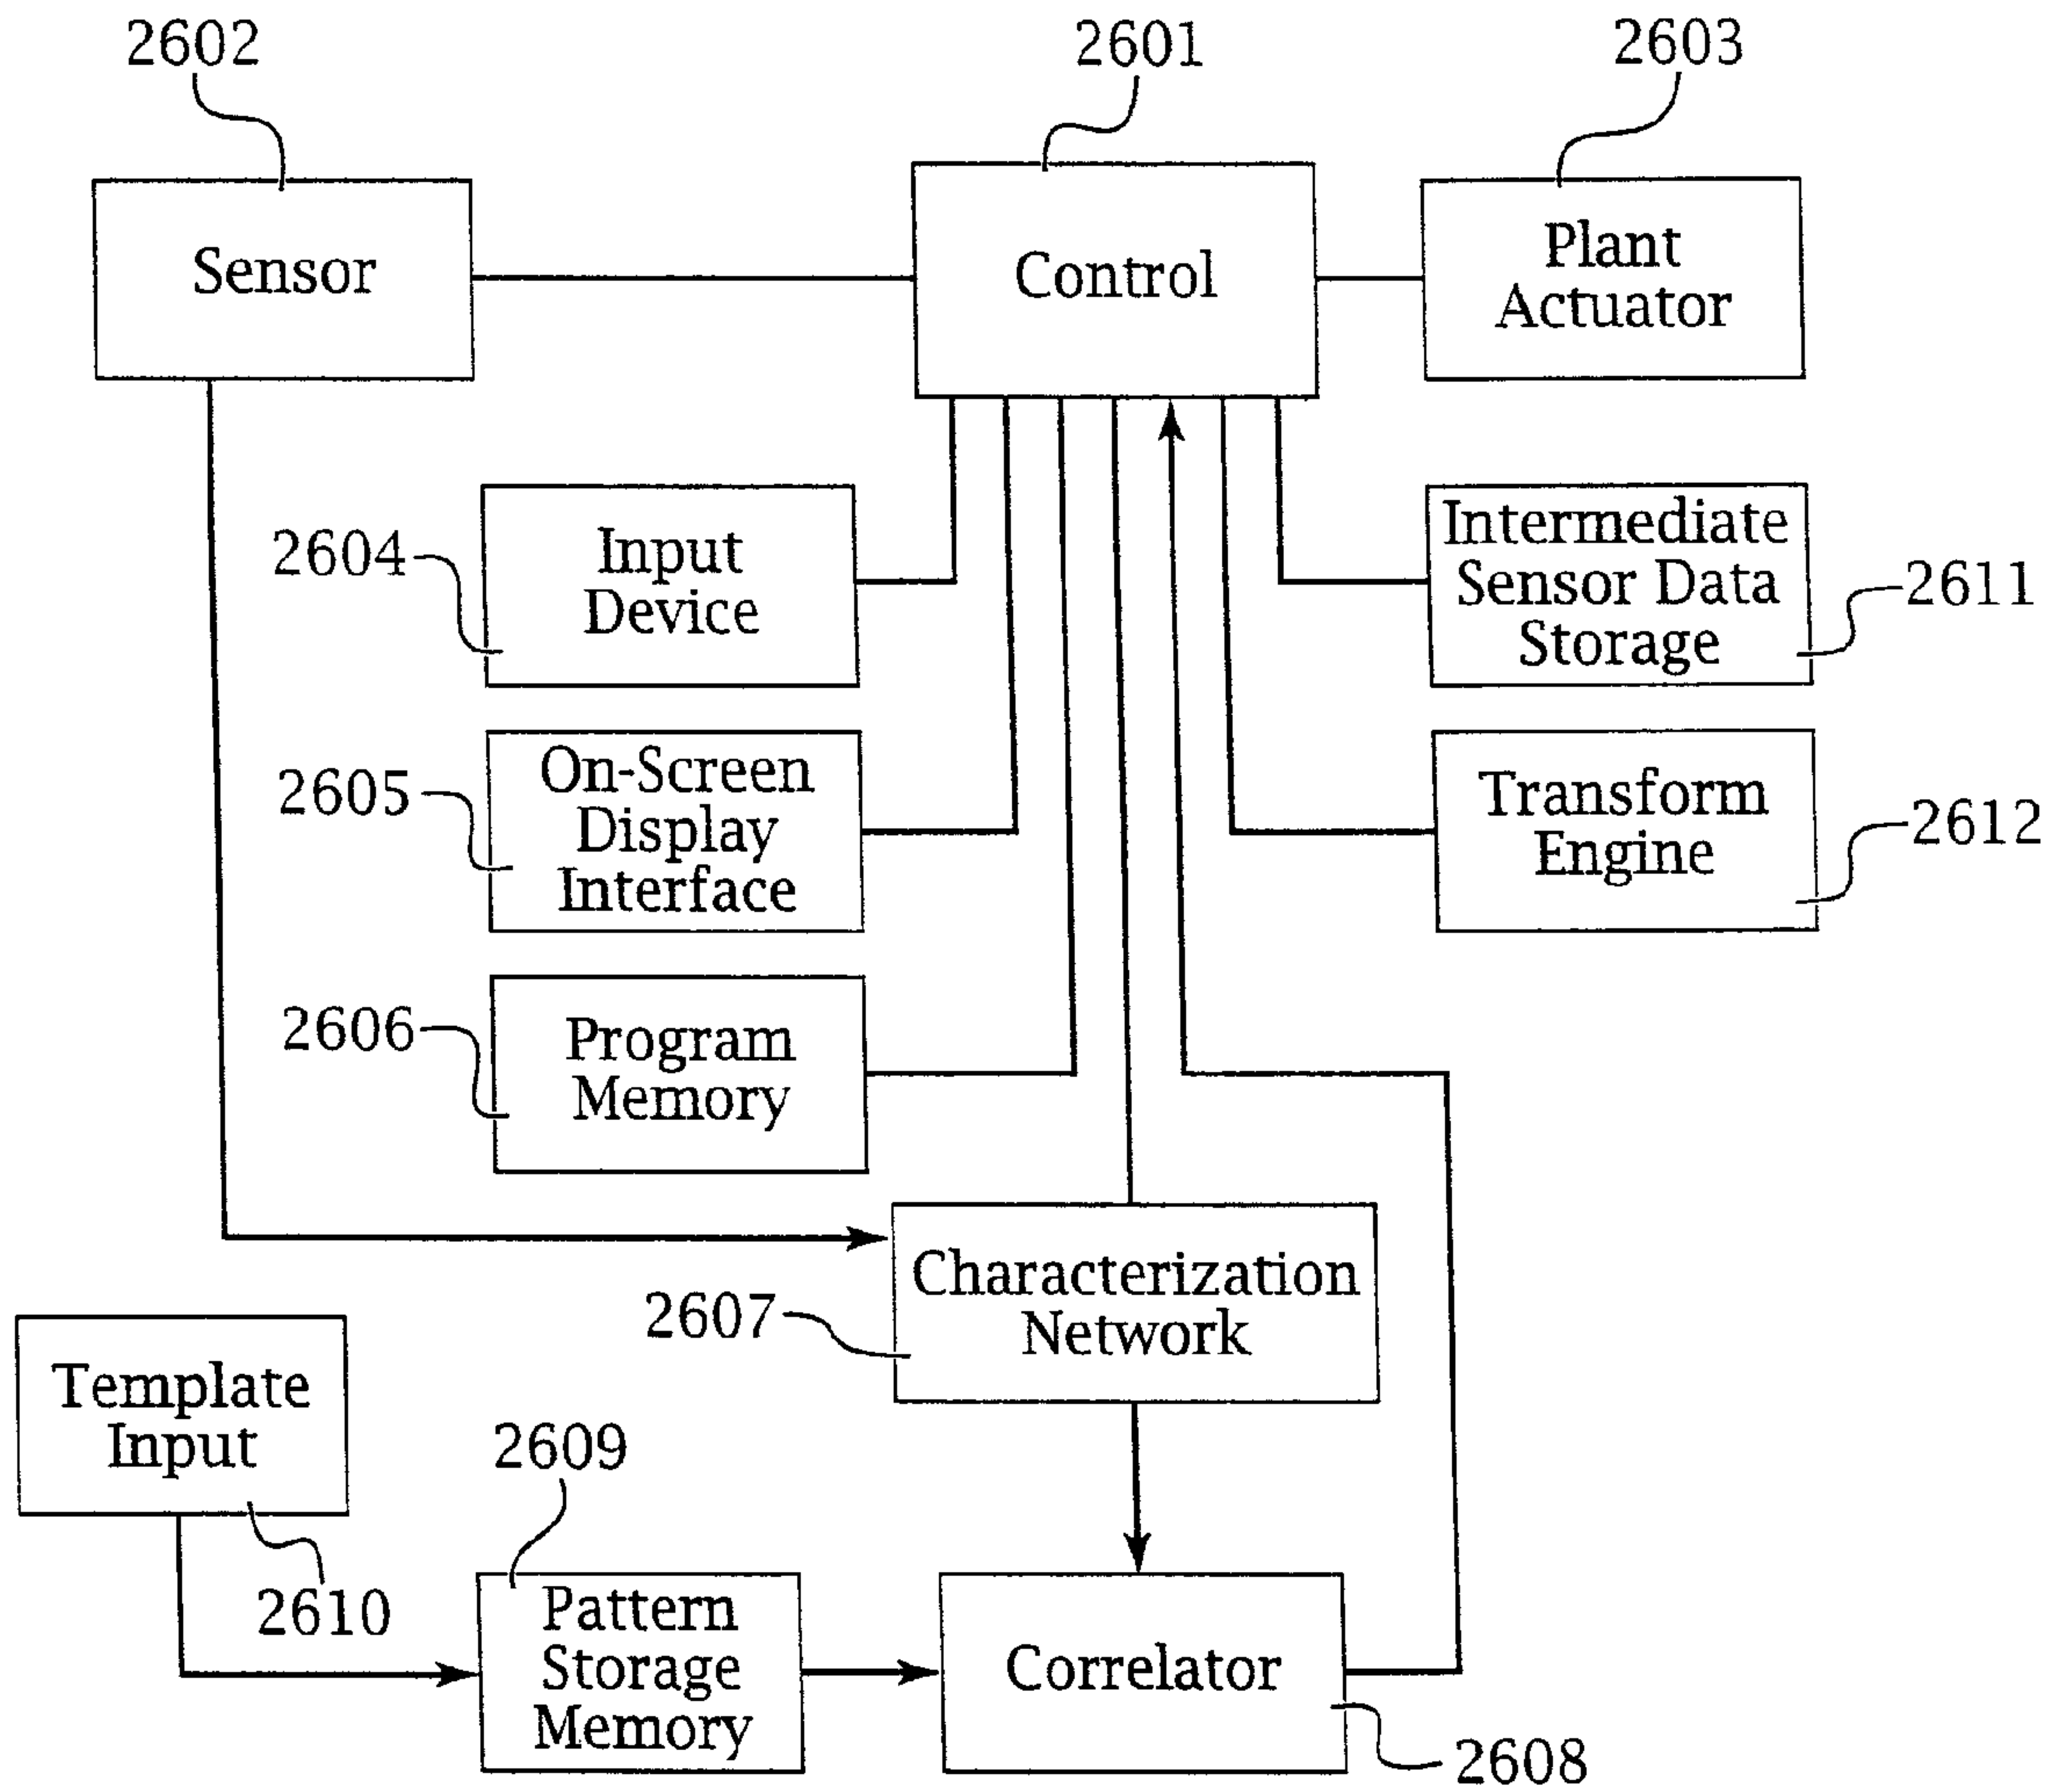 2602
2601
2603
Sensor
Control
Plant
Actuator
2604
Input
Device
Intermediate
Sensor Data
Storage
2611
2605
On-Screen
Display
Interface
Transform
Engine
2612
2606
Program
Memory
Characterization
Network
2607
Template
Input
2609
2610
Pattern
Storage
Memory
Correlator
2608